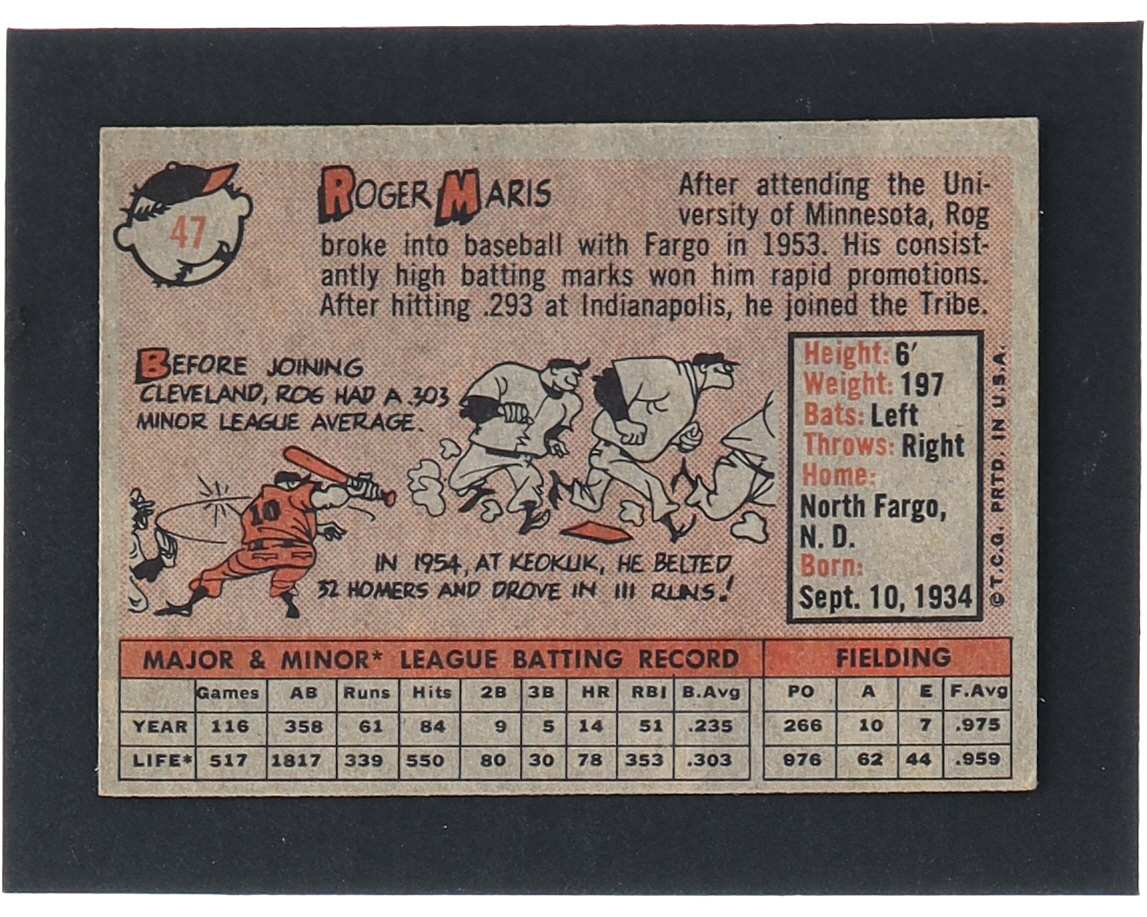 47
ROGER MARIS
After attending the Uni-
versity of Minnesota, Rog
broke into baseball with Fargo in 1953. His consist-
antly high batting marks won him rapid promotions.
After hitting .293 at Indianapolis, he joined the Tribe.
BEFORE JOINING
CLEVELAND, ROG HAD A .303
MINOR LEAGUE AVERAGE.
10
IN 1954, AT KEOKUK, HE BELTED
32 HOMERS AND DROVE IN 111 RUNS!
Height: 6′
Weight: 197
Bats: Left
Throws: Right
Home:
North Fargo,
N. D.
Born:
Sept. 10, 1934
© T.C.G. PRTD. IN U.S.A.
MAJOR & MINOR* LEAGUE BATTING RECORD FIELDING
Games AB Runs Hits 2B 3B HR RBI B.Avg PO A E F.Avg
YEAR 116 358 61 84 9 5 14 51 .235 266 10 7 .975
LIFE* 517 1817 339 550 80 30 78 353 .303 976 62 44 .959